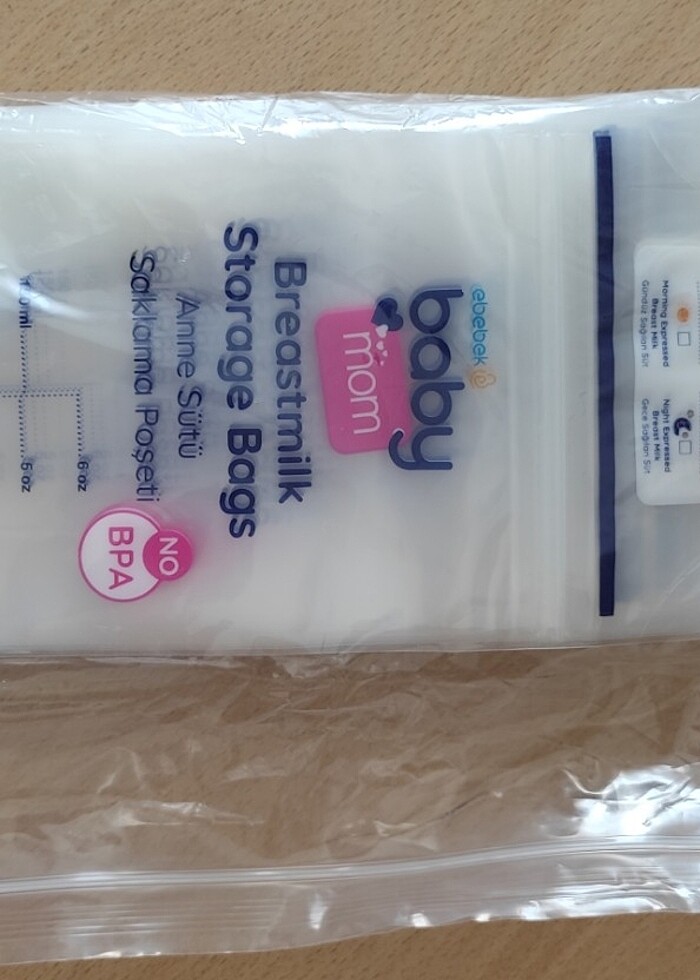 Morning Expressed
Breast Milk
Gündüz Sağılan Süt
Night Expressed
Breast Milk
Gece Sağılan Süt
ebebek
baby
mom
Breastmilk
Storage Bags
Anne Sütü
Saklama Poşeti
NO
BPA
6 oz
5 oz